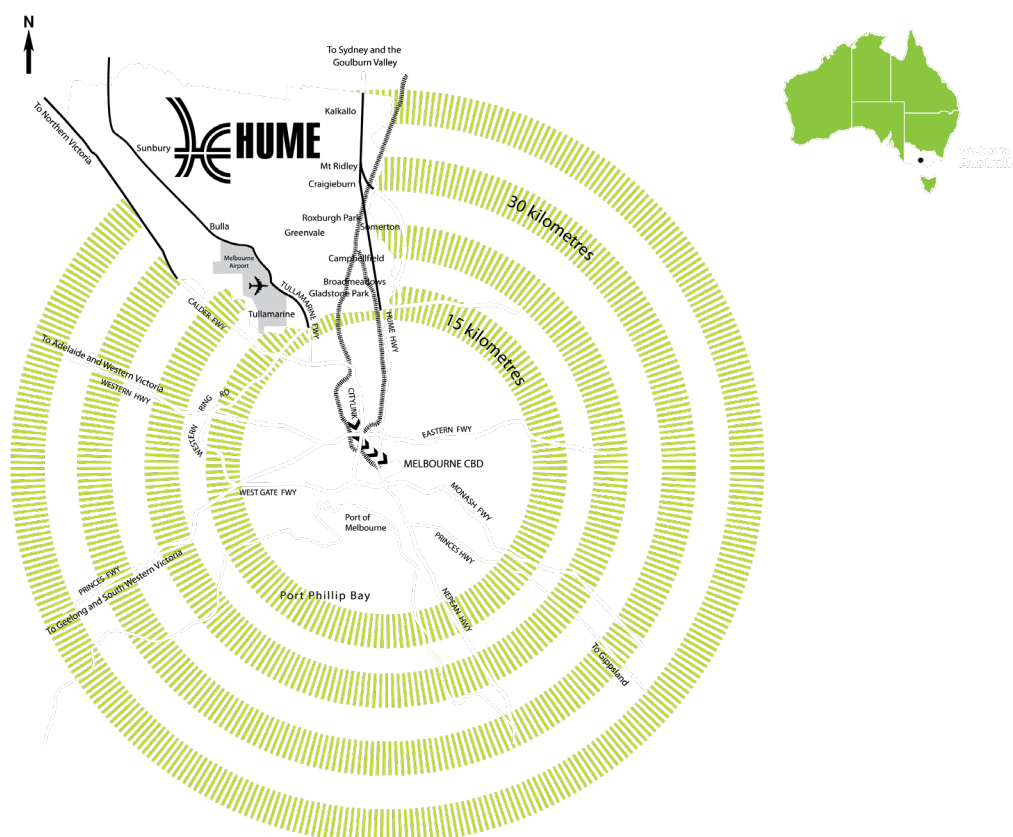 N
To Sydney and the
Goulburn Valley
To Northern Victoria
Kalkallo
Sunbury
HUME
Mt Ridley
Craigieburn
Victoria
Australia
30 kilometres
Roxburgh Park
Somerton
Greenvale
Bulla
Campbellfield
Melbourne
Airport
Broadmeadows
Gladstone Park
TULLAMARINE FWY
Tullamarine
CALDER FWY
HUME HWY
15 kilometres
To Adelaide and Western Victoria
WESTERN HWY
WESTERN RING RD
CITYLINK
EASTERN FWY
MELBOURNE CBD
WEST GATE FWY
MONASH FWY
Port of
Melbourne
PRINCES HWY
PRINCES FWY
To Geelong and South Western Victoria
Port Phillip Bay
NEPEAN HWY
To Gippsland